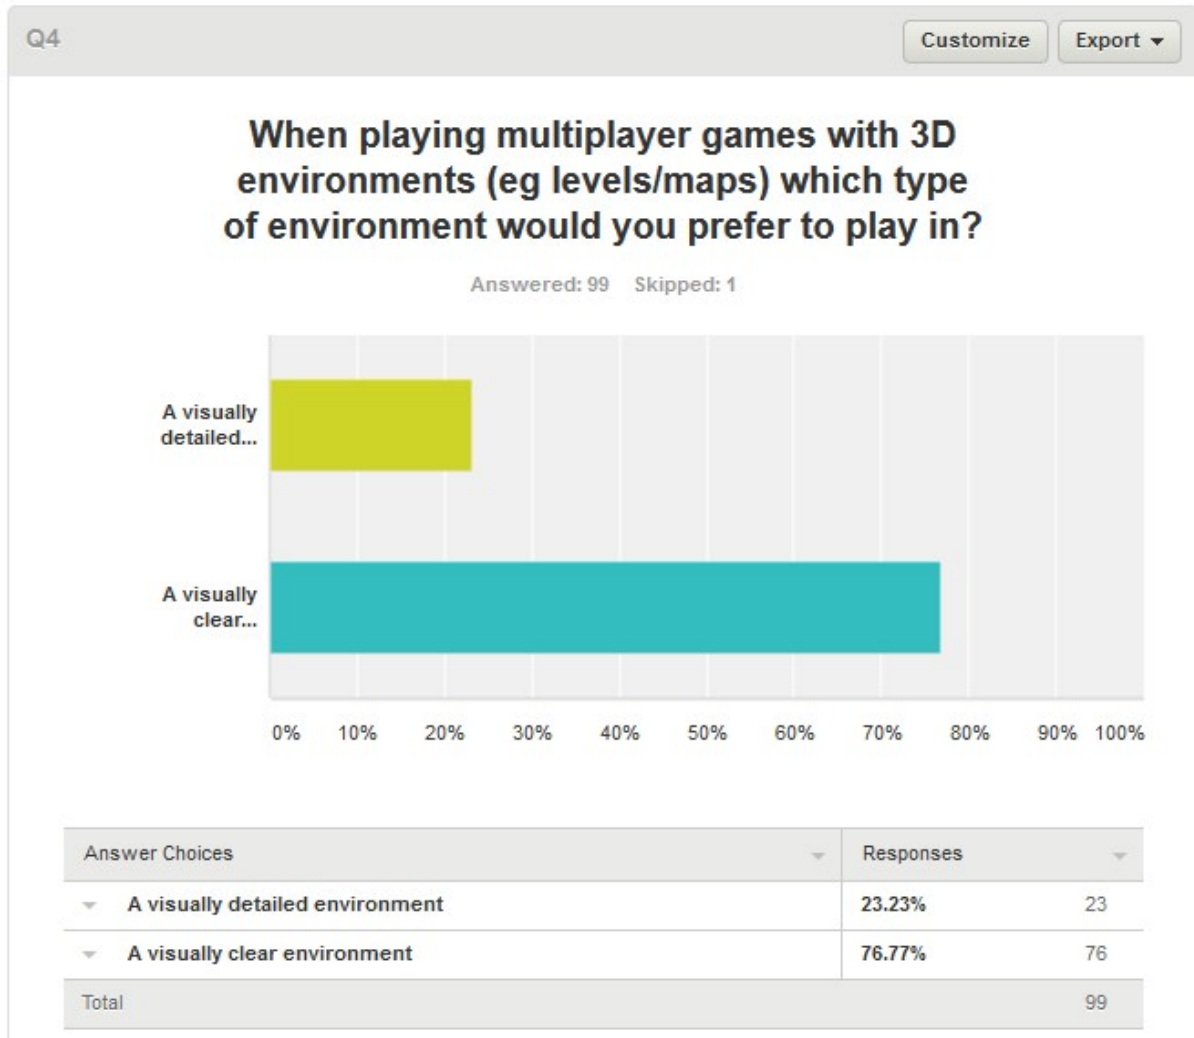 Q4 Customize Export
When playing multiplayer games with 3D
environments (eg levels/maps) which type
of environment would you prefer to play in?
Answered: 99 Skipped: 1
A visually
detailed...
A visually
clear...
0% 10% 20% 30% 40% 50% 60% 70% 80% 90% 100%
Answer Choices Responses
A visually detailed environment 23.23% 23
A visually clear environment 76.77% 76
Total 99